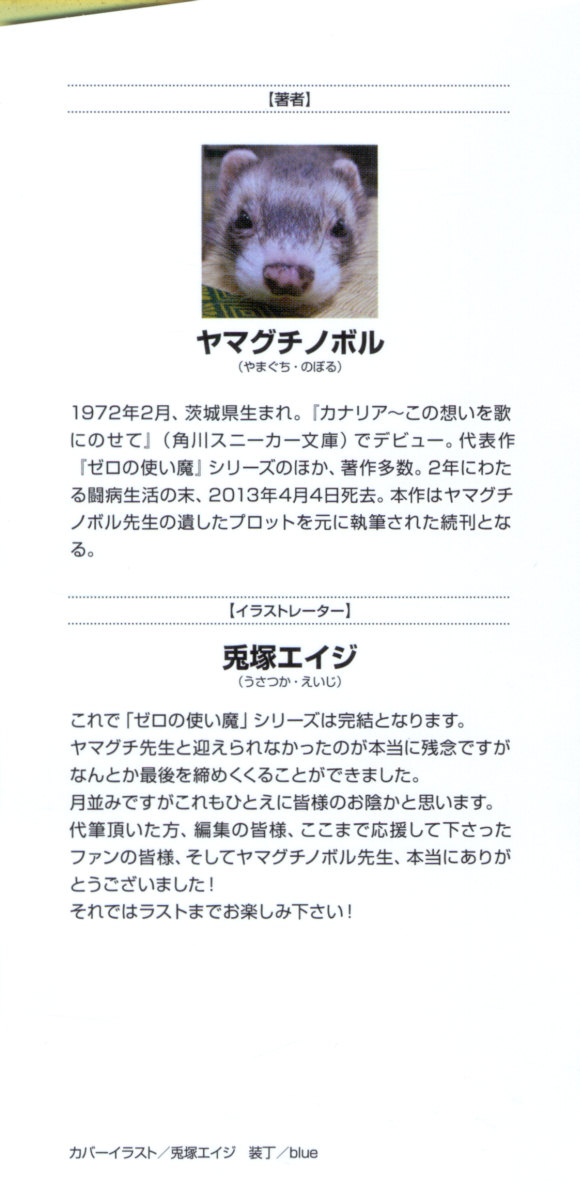 【著者】
ヤマグチノボル
（やまぐち・のぼる）
1972年2月、茨城県生まれ。『カナリア〜この想いを歌
にのせて』（角川スニーカー文庫）でデビュー。代表作
『ゼロの使い魔』シリーズのほか、著作多数。2年にわた
る闘病生活の末、2013年4月4日死去。本作はヤマグチ
ノボル先生の遺したプロットを元に執筆された続刊とな
る。
【イラストレーター】
兎塚エイジ
（うさつか・えいじ）
これで「ゼロの使い魔」シリーズは完結となります。
ヤマグチ先生と迎えられなかったのが本当に残念ですが
なんとか最後を締めくくることができました。
月並みですがこれもひとえに皆様のお陰かと思います。
代筆頂いた方、編集の皆様、ここまで応援して下さった
ファンの皆様、そしてヤマグチノボル先生、本当にありが
とうございました！
それではラストまでお楽しみ下さい！
カバーイラスト／兎塚エイジ　装丁／blue